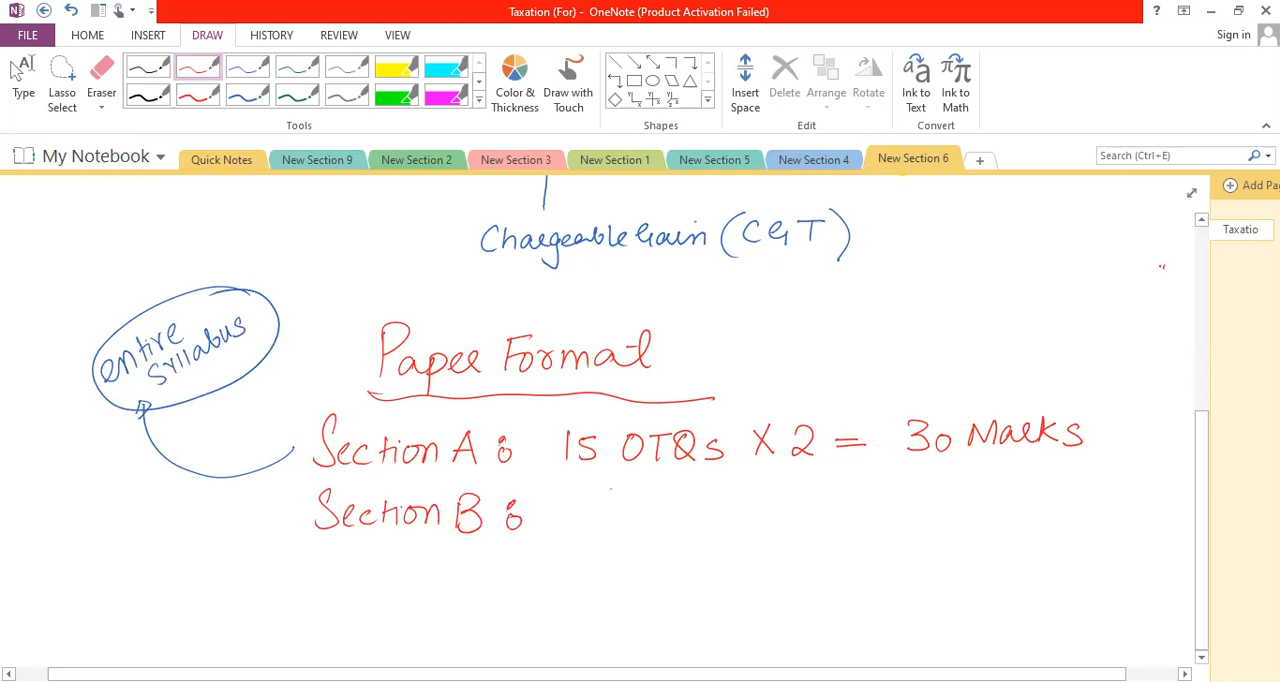 Taxation (For) - OneNote (Product Activation Failed)
?
FILE HOME INSERT DRAW HISTORY REVIEW VIEW
Sign in
Type
Lasso Select
Eraser
Color & Thickness
Draw with Touch
Insert Space
Delete
Arrange
Rotate
Ink to Text
Ink to Math
Tools Shapes Edit Convert
My Notebook Quick Notes New Section 9 New Section 2 New Section 3 New Section 1 New Section 5 New Section 4 New Section 6 +
Search (Ctrl+E)
Add Pa
Taxatio
Chargeable Gain (CGT)
entire
syllabus
Paper Format
Section A : 15 OTQs X 2 = 30 Marks
Section B :